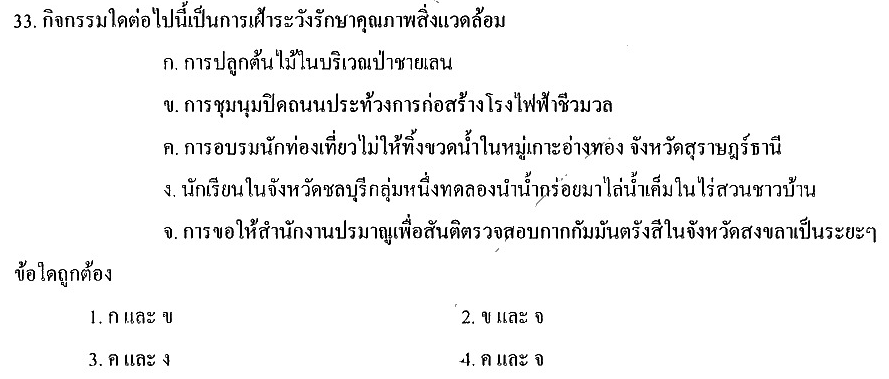 33. กิจกรรมใดต่อไปนี้เป็นการเฝ้าระวังรักษาคุณภาพสิ่งแวดล้อม
ก. การปลูกต้นไม้ในบริเวณป่าชายเลน
ข. การชุมนุมปิดถนนประท้วงการก่อสร้างโรงไฟฟ้าชีวมวล
ค. การอบรมนักท่องเที่ยวไม่ให้ทิ้งขวดน้ำในหมู่เกาะอ่างทอง จังหวัดสุราษฎร์ธานี
ง. นักเรียนในจังหวัดชลบุรีกลุ่มหนึ่งทดลองนำน้ำกร่อยมาไล่น้ำเค็มในไร่สวนชาวบ้าน
จ. การขอให้สำนักงานปรมาณูเพื่อสันติตรวจสอบกากกัมมันตรังสีในจังหวัดสงขลาเป็นระยะๆ
ข้อใดถูกต้อง
1. ก และ ข 2. ข และ จ
3. ค และ ง 4. ค และ จ